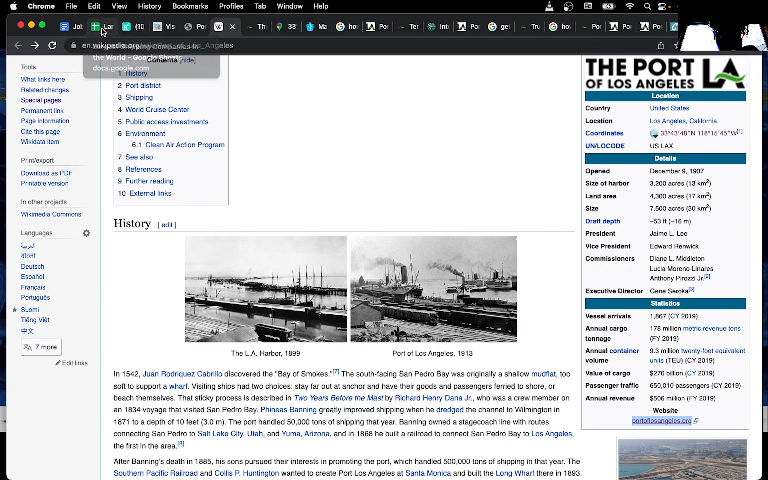 Chrome File Edit View History Bookmarks Profiles Tab Window Help
en.wikipedia.org
the World - Google Sheets
docs.google.com
Tools
What links here
Related changes
Special pages
Permanent link
Page information
Cite this page
Wikidata item
Print/export
Download as PDF
Printable version
In other projects
Wikimedia Commons
Languages
العربية
বাংলা
Deutsch
Español
Français
Português
Suomi
Tiếng Việt
中文
7 more
Edit links
Contents [hide]
1 History
2 Port district
3 Shipping
4 World Cruise Center
5 Public access investments
6 Environment
6.1 Clean Air Action Program
7 See also
8 References
9 Further reading
10 External links
History [ edit ]
The L.A. Harbor, 1899
Port of Los Angeles, 1913
In 1542, Juan Rodriquez Cabrillo discovered the "Bay of Smokes."[7] The south-facing San Pedro Bay was originally a shallow mudflat, too
soft to support a wharf. Visiting ships had two choices: stay far out at anchor and have their goods and passengers ferried to shore, or
beach themselves. That sticky process is described in Two Years Before the Mast by Richard Henry Dana Jr., who was a crew member on
an 1834 voyage that visited San Pedro Bay. Phineas Banning greatly improved shipping when he dredged the channel to Wilmington in
1871 to a depth of 10 feet (3.0 m). The port handled 50,000 tons of shipping that year. Banning owned a stagecoach line with routes
connecting San Pedro to Salt Lake City, Utah, and Yuma, Arizona, and in 1868 he built a railroad to connect San Pedro Bay to Los Angeles,
the first in the area.[8]
After Banning's death in 1885, his sons pursued their interests in promoting the port, which handled 500,000 tons of shipping in that year. The
Southern Pacific Railroad and Collis P. Huntington wanted to create Port Los Angeles at Santa Monica and built the Long Wharf there in 1893.
THE PORT
OF LOS ANGELES
LA
Location
Country United States
Location Los Angeles, California
Coordinates 33°43′48″N 118°15′45″W[1]
UN/LOCODE US LAX
Details
Opened December 9, 1907
Size of harbor 3,200 acres (13 km²)
Land area 4,300 acres (17 km²)
Size 7,500 acres (30 km²)
Draft depth −53 ft (−16 m)
President Jaime L. Lee
Vice President Edward Renwick
Commissioners Diane L. Middleton
Lucia Moreno-Linares
Anthony Pirozzi Jr.[2]
Executive Director Gene Seroka[3]
Statistics
Vessel arrivals 1,867 (CY 2019)
Annual cargo tonnage 178 million metric revenue tons (FY 2019)
Annual container volume 9.3 million twenty-foot equivalent units (TEU) (CY 2019)
Value of cargo $276 billion (CY 2019)
Passenger traffic 650,010 passengers (CY 2019)
Annual revenue $506 million (FY 2019)
Website
portoflosangeles.org